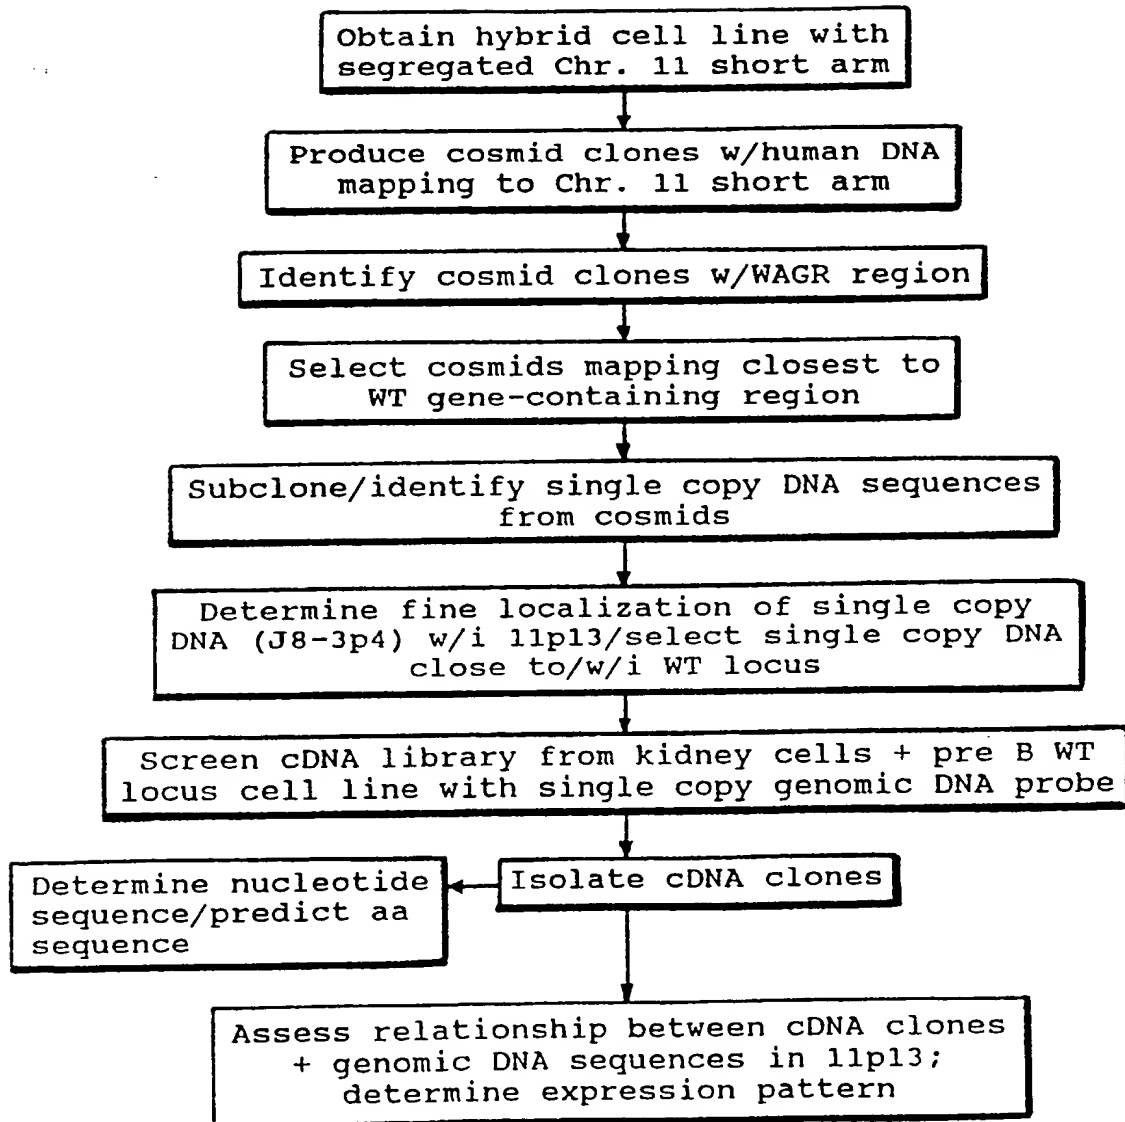 Obtain hybrid cell line with
segregated Chr. 11 short arm
Produce cosmid clones w/human DNA
mapping to Chr. 11 short arm
Identify cosmid clones w/WAGR region
Select cosmids mapping closest to
WT gene-containing region
Subclone/identify single copy DNA sequences
from cosmids
Determine fine localization of single copy
DNA (J8-3p4) w/i 11p13/select single copy DNA
close to/w/i WT locus
Screen cDNA library from kidney cells + pre B WT
locus cell line with single copy genomic DNA probe
Isolate cDNA clones
Determine nucleotide
sequence/predict aa
sequence
Assess relationship between cDNA clones
+ genomic DNA sequences in 11p13;
determine expression pattern